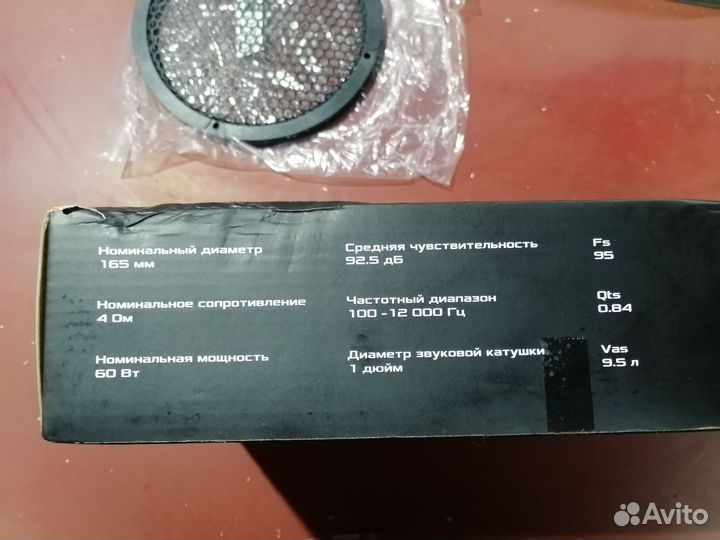 Номинальный диаметр
165 мм
Средняя чувствительность
92.5 дБ
Fs
95
Номинальное сопротивление
4 Ом
Частотный диапазон
100 -12 000 Гц
Qts
0.84
Номинальная мощность
60 Вт
Диаметр звуковой катушки
1 дюйм
Vas
9.5 л
Avito